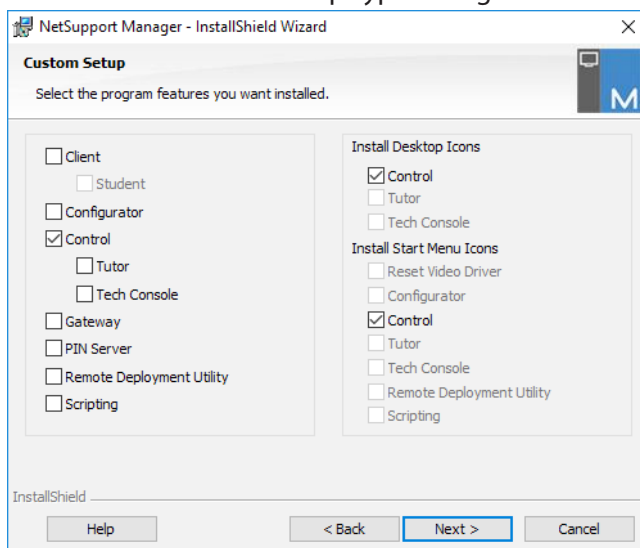 NetSupport Manager - InstallShield Wizard
Custom Setup
Select the program features you want installed.
M
Client
Student
Configurator
Control
Tutor
Tech Console
Gateway
PIN Server
Remote Deployment Utility
Scripting
Install Desktop Icons
Control
Tutor
Tech Console
Install Start Menu Icons
Reset Video Driver
Configurator
Control
Tutor
Tech Console
Remote Deployment Utility
Scripting
InstallShield
Help
< Back
Next >
Cancel